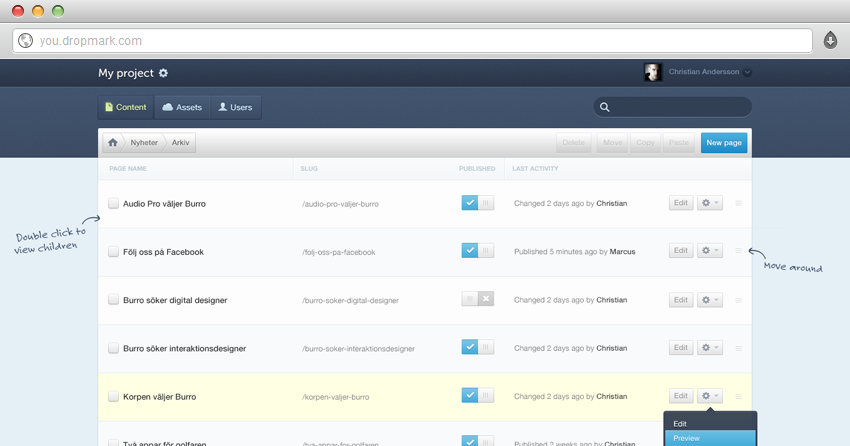 you.dropmark.com
My project
Christian Andersson
Content Assets Users
Nyheter Arkiv Delete Move Copy Paste New page
PAGE NAME SLUG PUBLISHED LAST ACTIVITY
Audio Pro väljer Burro /audio-pro-valjer-burro Changed 2 days ago by Christian Edit
Double click to
view children
Följ oss på Facebook /följ-oss-pa-facebook Published 5 minutes ago by Marcus Edit
Move around
Burro söker digital designer /burro-soker-digital-designer Changed 2 days ago by Christian Edit
Burro söker interaktionsdesigner /burro-soker-interaktionsdesigner Changed 2 days ago by Christian Edit
Korpen väljer Burro /korpen-valjer-burro Changed 2 days ago by Christian Edit
Edit
Preview
Två appar för golfaren /tva-appar-for-golfaren Published 2 weeks ago by Christian